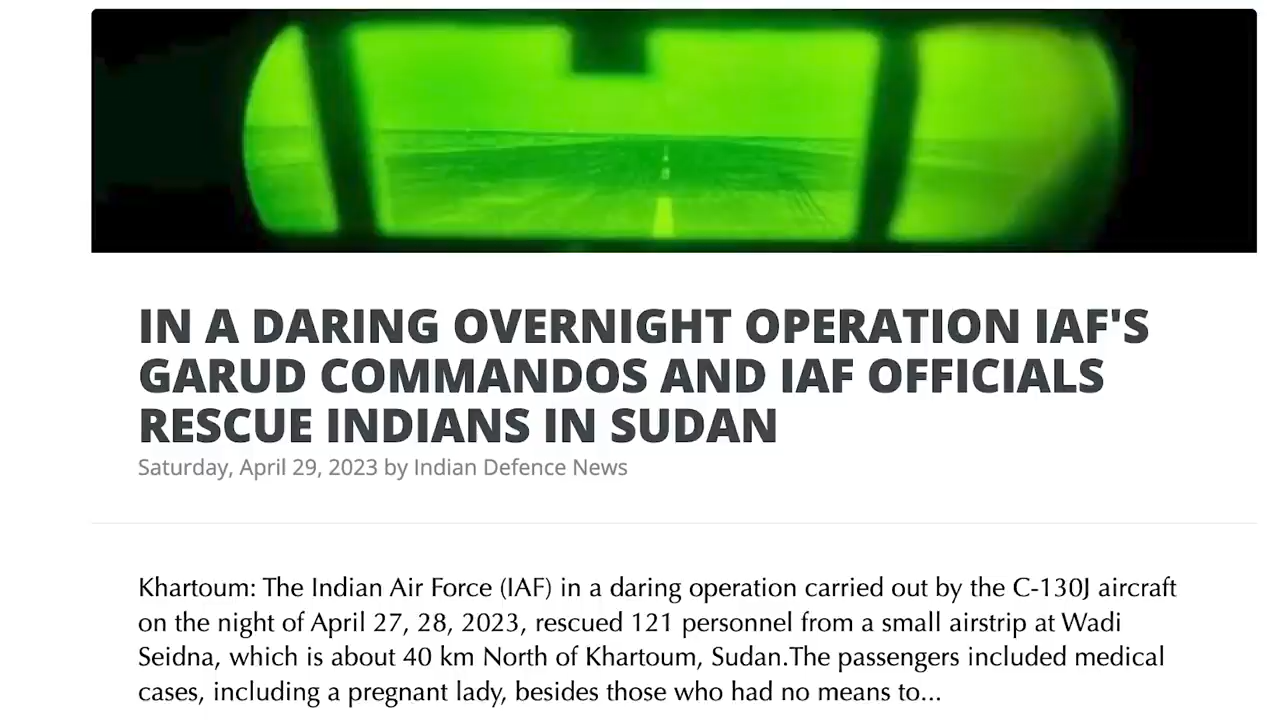 IN A DARING OVERNIGHT OPERATION IAF'S
GARUD COMMANDOS AND IAF OFFICIALS
RESCUE INDIANS IN SUDAN
Saturday, April 29, 2023 by Indian Defence News
Khartoum: The Indian Air Force (IAF) in a daring operation carried out by the C-130J aircraft
on the night of April 27, 28, 2023, rescued 121 personnel from a small airstrip at Wadi
Seidna, which is about 40 km North of Khartoum, Sudan.The passengers included medical
cases, including a pregnant lady, besides those who had no means to...